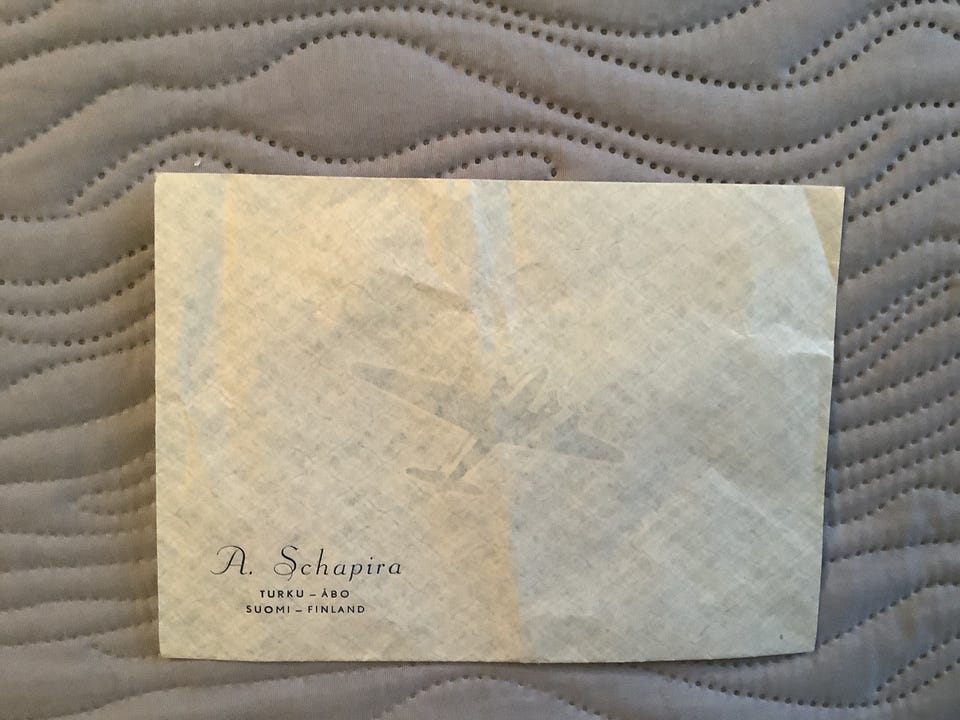 A. Schapira
TURKU – ÅBO
SUOMI – FINLAND